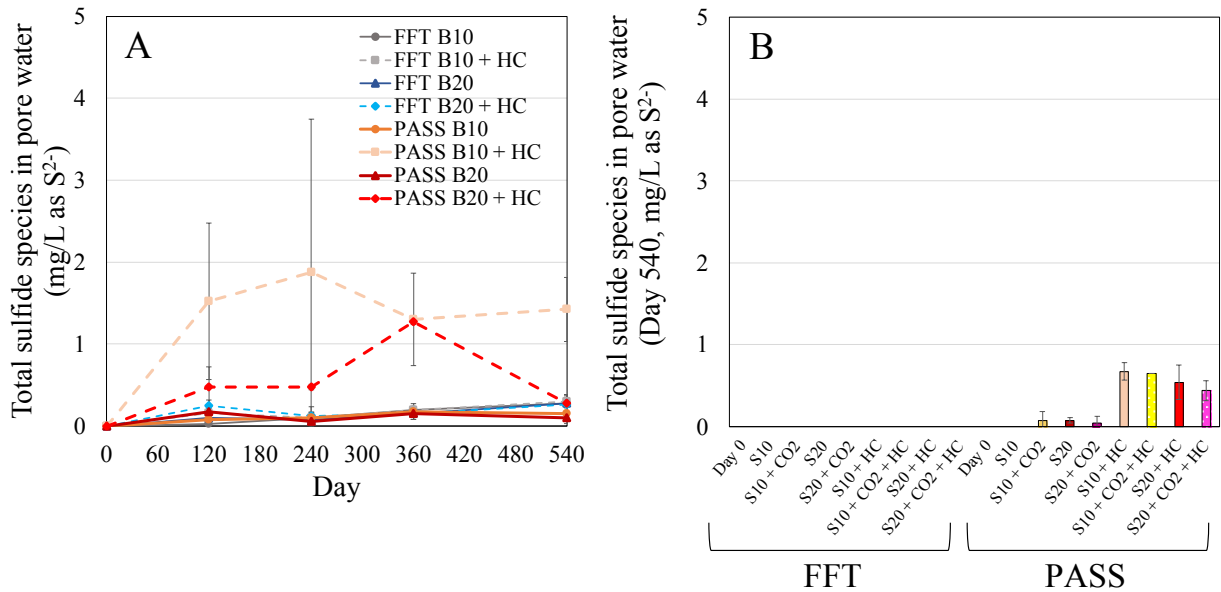 A
Total sulfide species in pore water
(mg/L as S²⁻)
5
4
3
2
1
0
FFT B10
FFT B10 + HC
FFT B20
FFT B20 + HC
PASS B10
PASS B10 + HC
PASS B20
PASS B20 + HC
0 60 120 180 240 300 360 420 480 540
Day
B
Total sulfide species in pore water
(Day 540, mg/L as S²⁻)
5
4
3
2
1
0
Day 0
S10
S10 + CO2
S20
S20 + CO2
S10 + HC
S10 + CO2 + HC
S20 + HC
S20 + CO2 + HC
Day 0
S10
S10 + CO2
S20
S20 + CO2
S10 + HC
S10 + CO2 + HC
S20 + HC
S20 + CO2 + HC
FFT
PASS